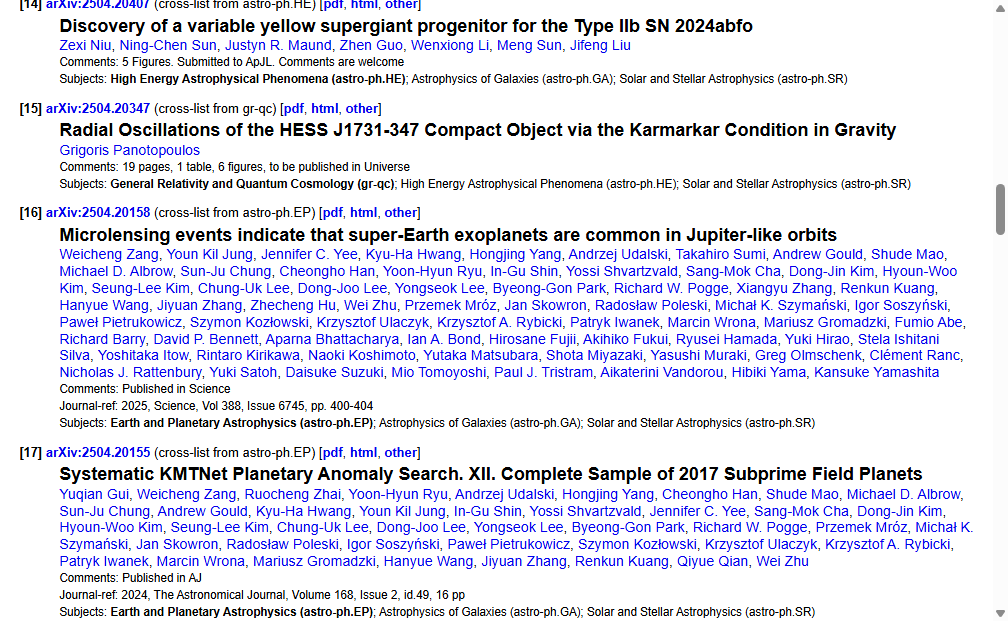 [14] arXiv:2504.20407 (cross-list from astro-ph.HE) [pdf, html, other]
Discovery of a variable yellow supergiant progenitor for the Type IIb SN 2024abfo
Zexi Niu, Ning-Chen Sun, Justyn R. Maund, Zhen Guo, Wenxiong Li, Meng Sun, Jifeng Liu
Comments: 5 Figures. Submitted to ApJL. Comments are welcome
Subjects: High Energy Astrophysical Phenomena (astro-ph.HE); Astrophysics of Galaxies (astro-ph.GA); Solar and Stellar Astrophysics (astro-ph.SR)
[15] arXiv:2504.20347 (cross-list from gr-qc) [pdf, html, other]
Radial Oscillations of the HESS J1731-347 Compact Object via the Karmarkar Condition in Gravity
Grigoris Panotopoulos
Comments: 19 pages, 1 table, 6 figures, to be published in Universe
Subjects: General Relativity and Quantum Cosmology (gr-qc); High Energy Astrophysical Phenomena (astro-ph.HE); Solar and Stellar Astrophysics (astro-ph.SR)
[16] arXiv:2504.20158 (cross-list from astro-ph.EP) [pdf, html, other]
Microlensing events indicate that super-Earth exoplanets are common in Jupiter-like orbits
Weicheng Zang, Youn Kil Jung, Jennifer C. Yee, Kyu-Ha Hwang, Hongjing Yang, Andrzej Udalski, Takahiro Sumi, Andrew Gould, Shude Mao,
Michael D. Albrow, Sun-Ju Chung, Cheongho Han, Yoon-Hyun Ryu, In-Gu Shin, Yossi Shvartzvald, Sang-Mok Cha, Dong-Jin Kim, Hyoun-Woo
Kim, Seung-Lee Kim, Chung-Uk Lee, Dong-Joo Lee, Yongseok Lee, Byeong-Gon Park, Richard W. Pogge, Xiangyu Zhang, Renkun Kuang,
Hanyue Wang, Jiyuan Zhang, Zhecheng Hu, Wei Zhu, Przemek Mróz, Jan Skowron, Radosław Poleski, Michał K. Szymański, Igor Soszyński,
Paweł Pietrukowicz, Szymon Kozłowski, Krzysztof Ulaczyk, Krzysztof A. Rybicki, Patryk Iwanek, Marcin Wrona, Mariusz Gromadzki, Fumio Abe,
Richard Barry, David P. Bennett, Aparna Bhattacharya, Ian A. Bond, Hirosane Fujii, Akihiko Fukui, Ryusei Hamada, Yuki Hirao, Stela Ishitani
Silva, Yoshitaka Itow, Rintaro Kirikawa, Naoki Koshimoto, Yutaka Matsubara, Shota Miyazaki, Yasushi Muraki, Greg Olmschenk, Clément Ranc,
Nicholas J. Rattenbury, Yuki Satoh, Daisuke Suzuki, Mio Tomoyoshi, Paul J. Tristram, Aikaterini Vandorou, Hibiki Yama, Kansuke Yamashita
Comments: Published in Science
Journal-ref: 2025, Science, Vol 388, Issue 6745, pp. 400-404
Subjects: Earth and Planetary Astrophysics (astro-ph.EP); Astrophysics of Galaxies (astro-ph.GA); Solar and Stellar Astrophysics (astro-ph.SR)
[17] arXiv:2504.20155 (cross-list from astro-ph.EP) [pdf, html, other]
Systematic KMTNet Planetary Anomaly Search. XII. Complete Sample of 2017 Subprime Field Planets
Yuqian Gui, Weicheng Zang, Ruocheng Zhai, Yoon-Hyun Ryu, Andrzej Udalski, Hongjing Yang, Cheongho Han, Shude Mao, Michael D. Albrow,
Sun-Ju Chung, Andrew Gould, Kyu-Ha Hwang, Youn Kil Jung, In-Gu Shin, Yossi Shvartzvald, Jennifer C. Yee, Sang-Mok Cha, Dong-Jin Kim,
Hyoun-Woo Kim, Seung-Lee Kim, Chung-Uk Lee, Dong-Joo Lee, Yongseok Lee, Byeong-Gon Park, Richard W. Pogge, Przemek Mróz, Michał K.
Szymański, Jan Skowron, Radosław Poleski, Igor Soszyński, Paweł Pietrukowicz, Szymon Kozłowski, Krzysztof Ulaczyk, Krzysztof A. Rybicki,
Patryk Iwanek, Marcin Wrona, Mariusz Gromadzki, Hanyue Wang, Jiyuan Zhang, Renkun Kuang, Qiyue Qian, Wei Zhu
Comments: Published in AJ
Journal-ref: 2024, The Astronomical Journal, Volume 168, Issue 2, id.49, 16 pp
Subjects: Earth and Planetary Astrophysics (astro-ph.EP); Astrophysics of Galaxies (astro-ph.GA); Solar and Stellar Astrophysics (astro-ph.SR)